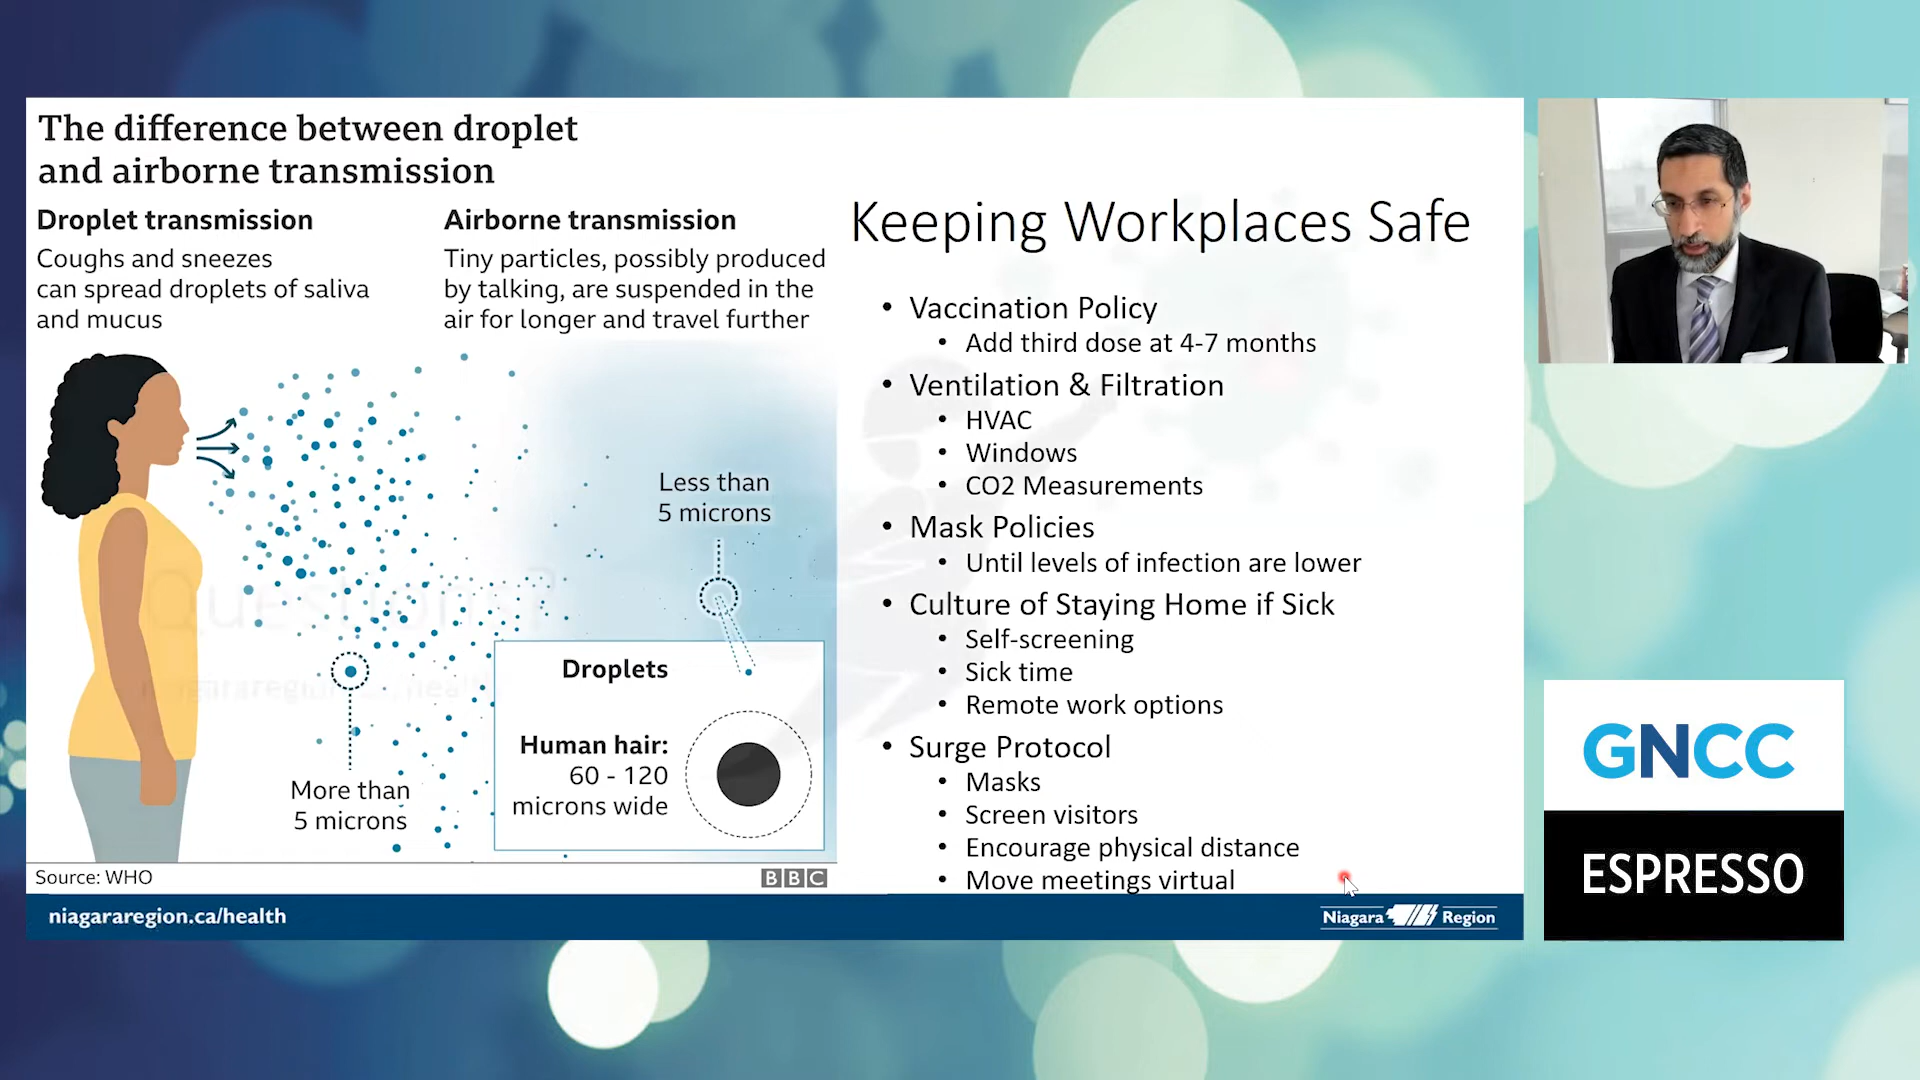 The difference between droplet
and airborne transmission
Droplet transmission
Coughs and sneezes
can spread droplets of saliva
and mucus
Airborne transmission
Tiny particles, possibly produced
by talking, are suspended in the
air for longer and travel further
Less than
5 microns
More than
5 microns
Droplets
Human hair:
60 - 120
microns wide
Source: WHO
BBC
Keeping Workplaces Safe
• Vaccination Policy
• Add third dose at 4-7 months
• Ventilation & Filtration
• HVAC
• Windows
• CO2 Measurements
• Mask Policies
• Until levels of infection are lower
• Culture of Staying Home if Sick
• Self-screening
• Sick time
• Remote work options
• Surge Protocol
• Masks
• Screen visitors
• Encourage physical distance
• Move meetings virtual
Questions?
niagararegion.ca/health
niagararegion.ca/health
Niagara Region
GNCC
ESPRESSO